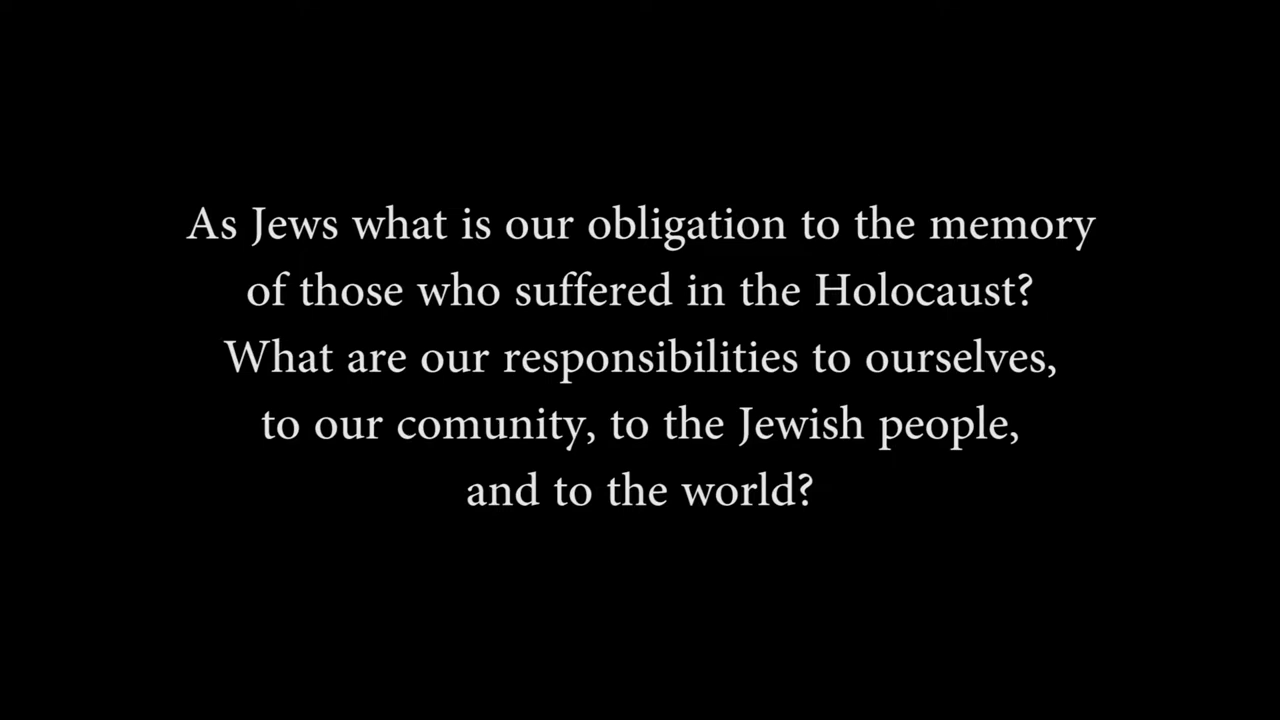 As Jews what is our obligation to the memory
of those who suffered in the Holocaust?
What are our responsibilities to ourselves,
to our comunity, to the Jewish people,
and to the world?